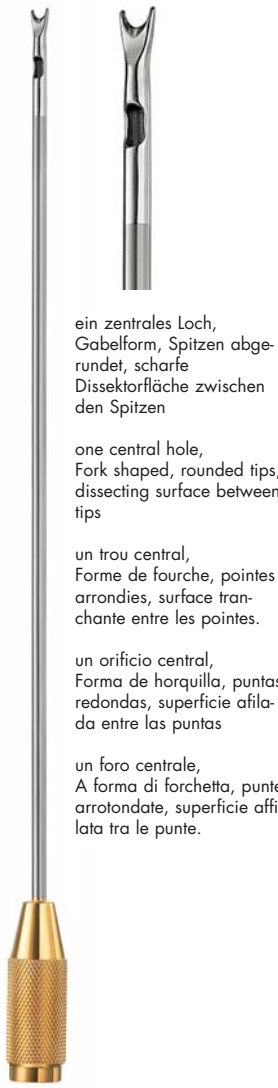 ein zentrales Loch,
Gabelform, Spitzen abge-
rundet, scharfe
Dissektorfläche zwischen
den Spitzen
one central hole,
Fork shaped, rounded tips,
dissecting surface between
tips
un trou central,
Forme de fourche, pointes
arrondies, surface tran-
chante entre les pointes.
un orificio central,
Forma de horquilla, puntas
redondas, superficie afila-
da entre las puntas
un foro centrale,
A forma di forchetta, punte
arrotondate, superficie affi
lata tra le punte.